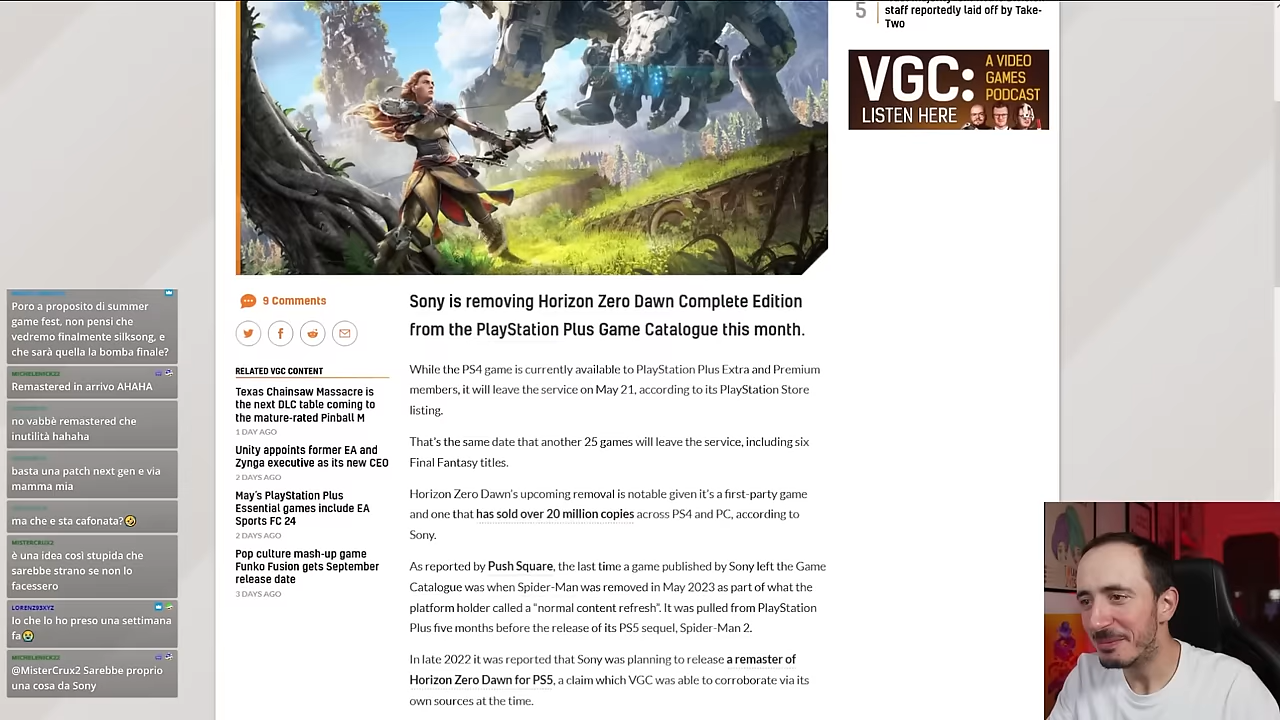 staff reportedly laid off by Take-
5
Two
VGC:
A VIDEO
GAMES
PODCAST
LISTEN HERE
Poro a proposito di summer
game fest, non pensi che
vedremo finalmente silksong, e
che sarà quella la bomba finale?
Remastered in arrivo AHAHA
no vabbè remastered che
inutilità hahaha
basta una patch next gen e via
mamma mia
ma che e sta cafonata?🤣
MISTERCRUX2
è una idea così stupida che
sarebbe strano se non lo
facessero
LORENZ93XYZ
Io che lo ho preso una settimana
fa😭
@MisterCrux2 Sarebbe proprio
una cosa da Sony
9 Comments
RELATED VGC CONTENT
Texas Chainsaw Massacre is
the next DLC table coming to
the mature-rated Pinball M
1 DAY AGO
Unity appoints former EA and
Zynga executive as its new CEO
2 DAYS AGO
May's PlayStation Plus
Essential games include EA
Sports FC 24
2 DAYS AGO
Pop culture mash-up game
Funko Fusion gets September
release date
3 DAYS AGO
Sony is removing Horizon Zero Dawn Complete Edition
from the PlayStation Plus Game Catalogue this month.
While the PS4 game is currently available to PlayStation Plus Extra and Premium
members, it will leave the service on May 21, according to its PlayStation Store
listing.
That's the same date that another 25 games will leave the service, including six
Final Fantasy titles.
Horizon Zero Dawn's upcoming removal is notable given it's a first-party game
and one that has sold over 20 million copies across PS4 and PC, according to
Sony.
As reported by Push Square, the last time a game published by Sony left the Game
Catalogue was when Spider-Man was removed in May 2023 as part of what the
platform holder called a "normal content refresh". It was pulled from PlayStation
Plus five months before the release of its PS5 sequel, Spider-Man 2.
In late 2022 it was reported that Sony was planning to release a remaster of
Horizon Zero Dawn for PS5, a claim which VGC was able to corroborate via its
own sources at the time.